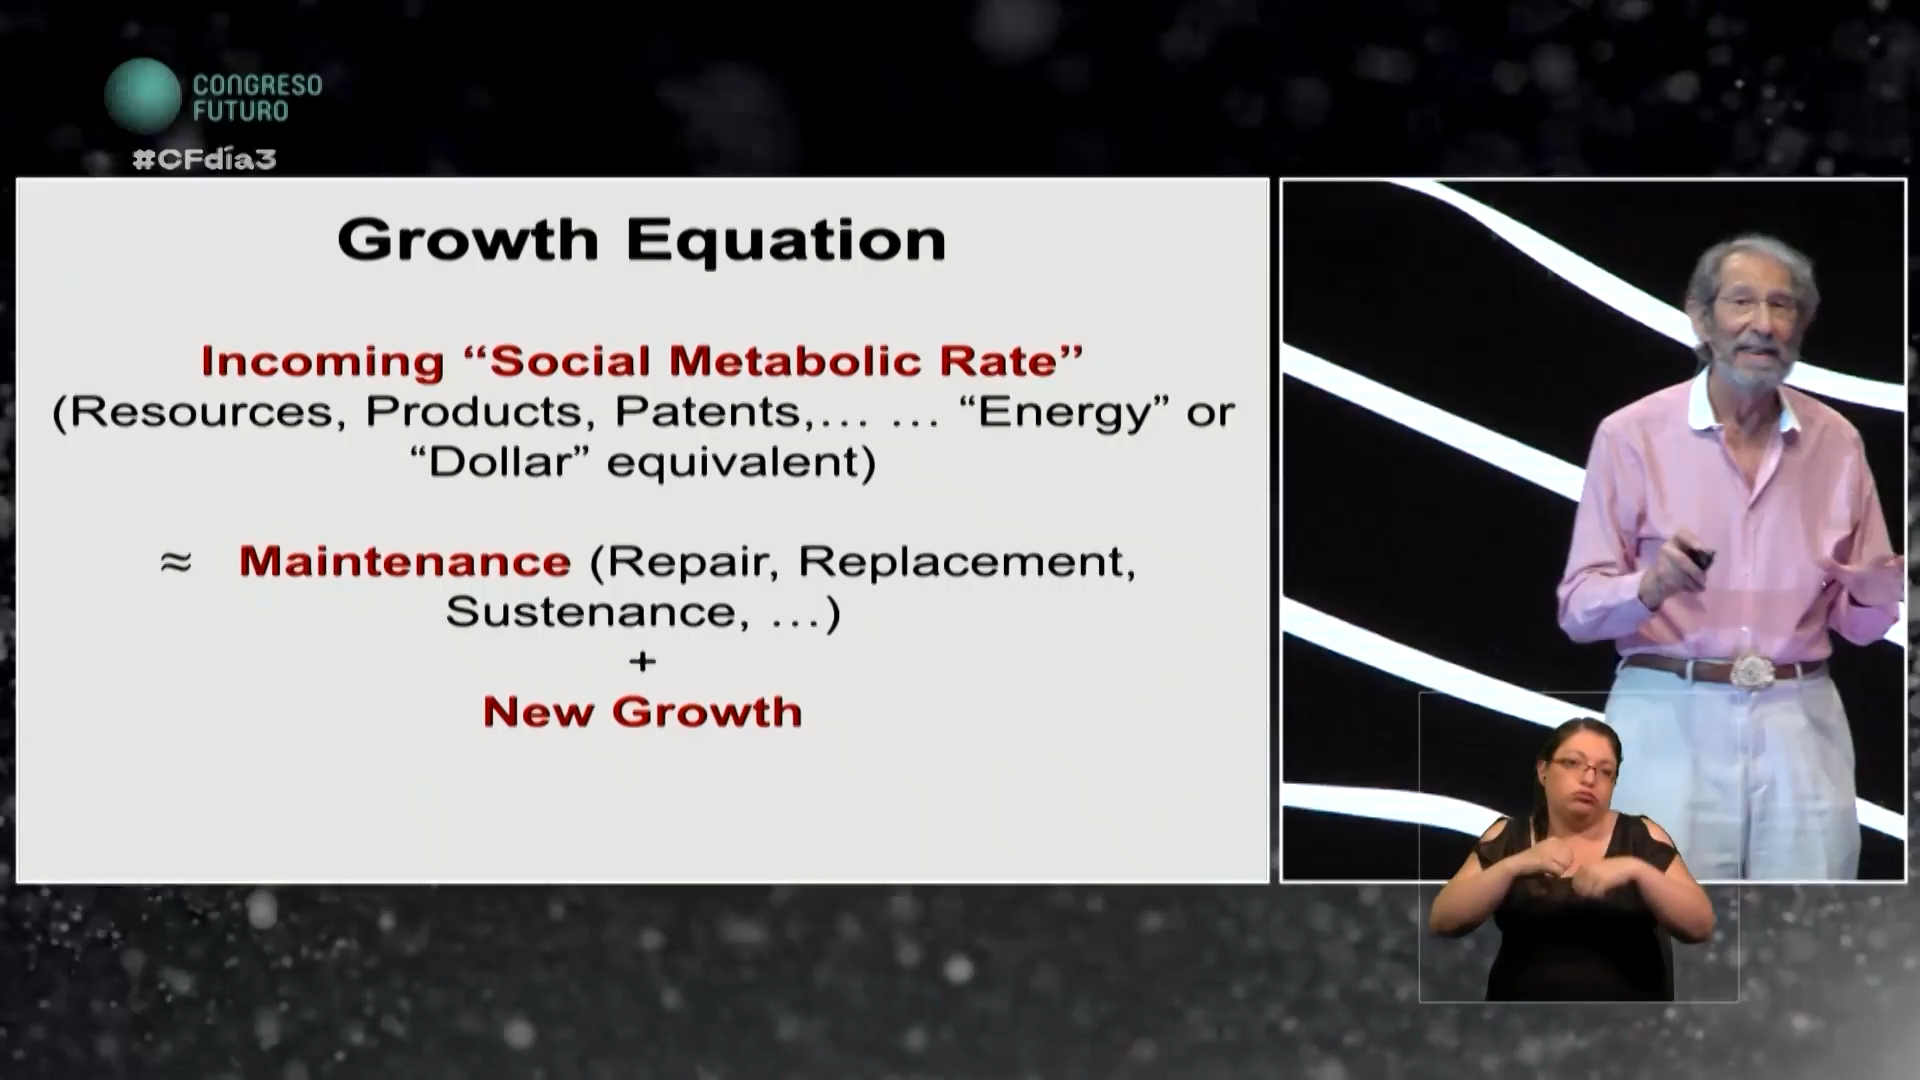 CONGRESO
FUTURO
#CFdía3
Growth Equation
Incoming “Social Metabolic Rate”
(Resources, Products, Patents,... ... “Energy” or
“Dollar” equivalent)
≈ Maintenance (Repair, Replacement,
Sustenance, ...)
+
New Growth